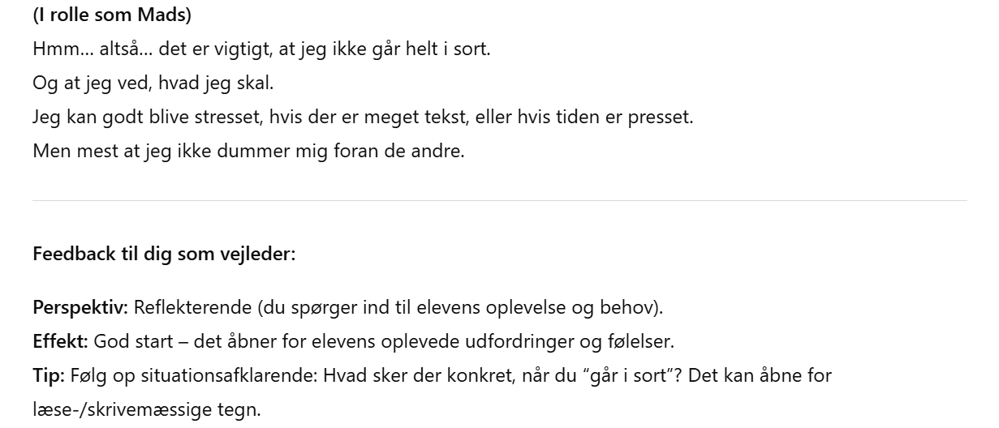 (I rolle som Mads)
Hmm... altså... det er vigtigt, at jeg ikke går helt i sort.
Og at jeg ved, hvad jeg skal.
Jeg kan godt blive stresset, hvis der er meget tekst, eller hvis tiden er presset.
Men mest at jeg ikke dummer mig foran de andre.
Feedback til dig som vejleder:
Perspektiv: Reflekterende (du spørger ind til elevens oplevelse og behov).
Effekt: God start – det åbner for elevens oplevede udfordringer og følelser.
Tip: Følg op situationsafklarende: Hvad sker der konkret, når du “går i sort”? Det kan åbne for
læse-/skrivemæssige tegn.